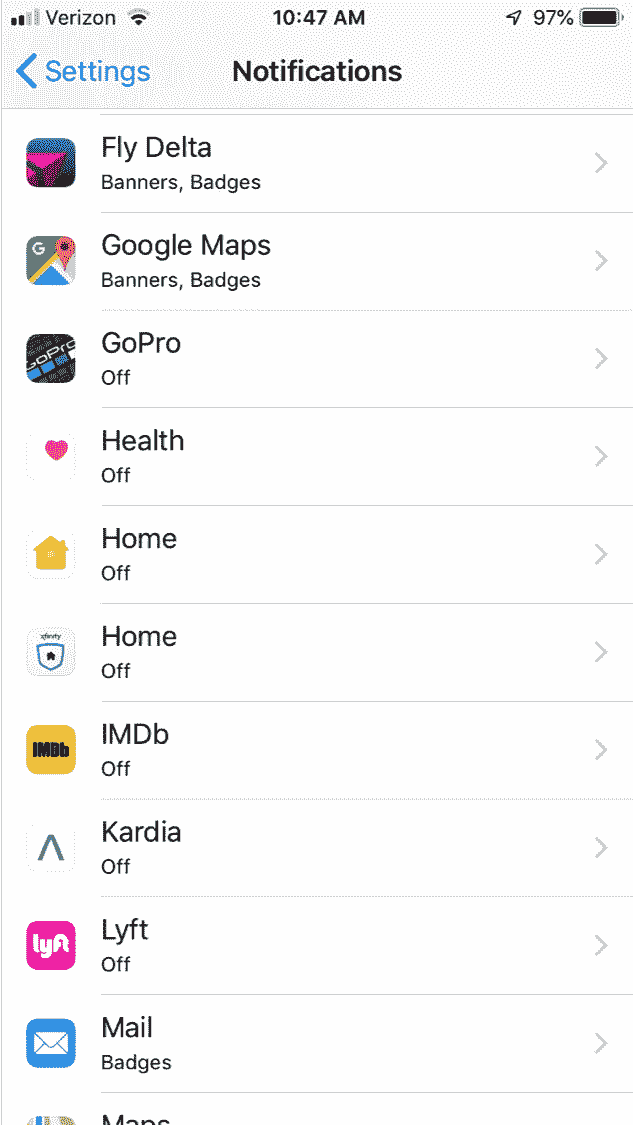 Verizon 10:47 AM 97%
Settings Notifications
Fly Delta
Banners, Badges
G
Google Maps
Banners, Badges
GoPro
GoPro
Off
Health
Off
Home
Off
xfinity
Home
Off
IMDb
IMDb
Off
Kardia
Off
lyft
Lyft
Off
Mail
Badges
Maps